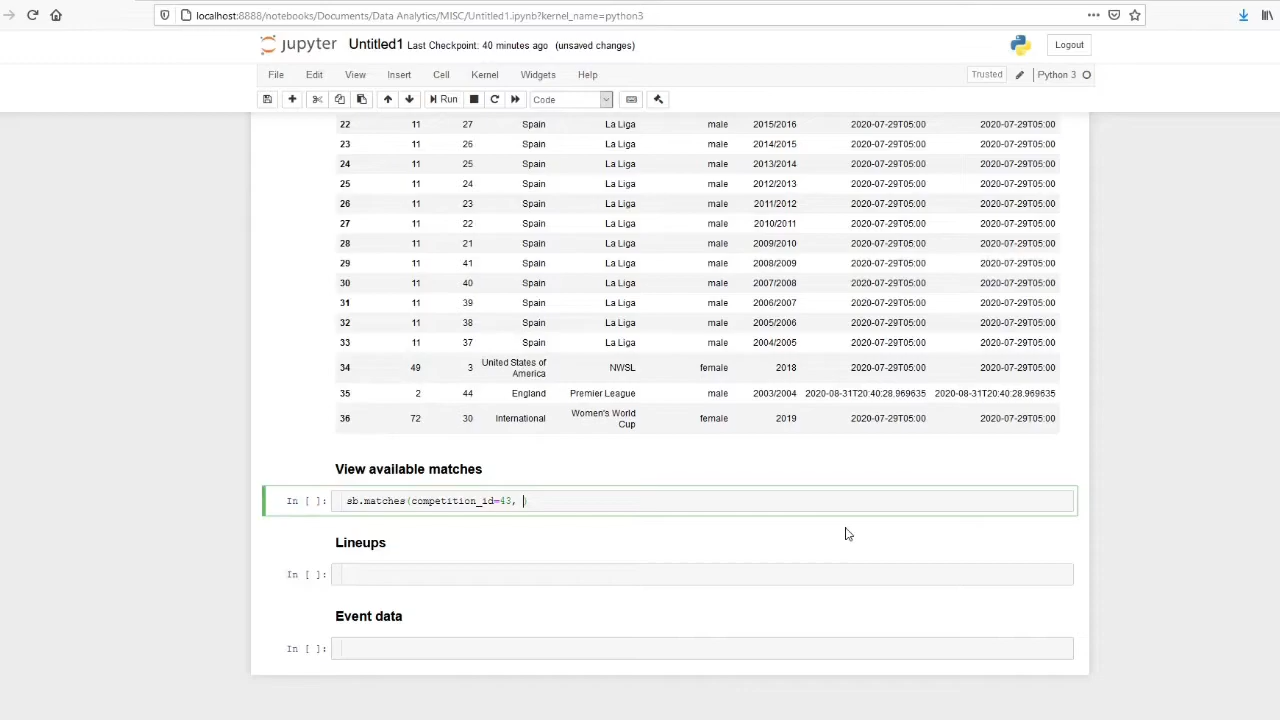 localhost:8888/notebooks/Documents/Data Analytics/MISC/Untitled1.ipynb?kernel_name=python3
jupyter Untitled1 Last Checkpoint: 40 minutes ago (unsaved changes) Logout
File Edit View Insert Cell Kernel Widgets Help Trusted Python 3
Run Code
22 11 27 Spain La Liga male 2015/2016 2020-07-29T05:00 2020-07-29T05:00
23 11 26 Spain La Liga male 2014/2015 2020-07-29T05:00 2020-07-29T05:00
24 11 25 Spain La Liga male 2013/2014 2020-07-29T05:00 2020-07-29T05:00
25 11 24 Spain La Liga male 2012/2013 2020-07-29T05:00 2020-07-29T05:00
26 11 23 Spain La Liga male 2011/2012 2020-07-29T05:00 2020-07-29T05:00
27 11 22 Spain La Liga male 2010/2011 2020-07-29T05:00 2020-07-29T05:00
28 11 21 Spain La Liga male 2009/2010 2020-07-29T05:00 2020-07-29T05:00
29 11 41 Spain La Liga male 2008/2009 2020-07-29T05:00 2020-07-29T05:00
30 11 40 Spain La Liga male 2007/2008 2020-07-29T05:00 2020-07-29T05:00
31 11 39 Spain La Liga male 2006/2007 2020-07-29T05:00 2020-07-29T05:00
32 11 38 Spain La Liga male 2005/2006 2020-07-29T05:00 2020-07-29T05:00
33 11 37 Spain La Liga male 2004/2005 2020-07-29T05:00 2020-07-29T05:00
34 49 3 United States of America NWSL female 2018 2020-07-29T05:00 2020-07-29T05:00
35 2 44 England Premier League male 2003/2004 2020-08-31T20:40:28.969635 2020-08-31T20:40:28.969635
36 72 30 International Women's World Cup female 2019 2020-07-29T05:00 2020-07-29T05:00
View available matches
In [ ]: sb.matches(competition_id=43, )
Lineups
In [ ]:
Event data
In [ ]: